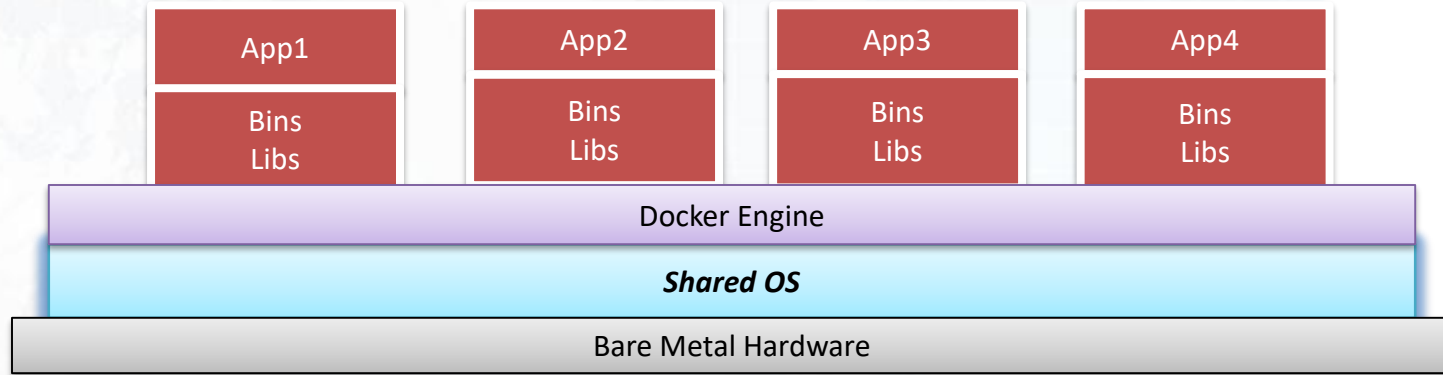 App1
App2
App3
App4
Bins
Libs
Bins
Libs
Bins
Libs
Bins
Libs
Docker Engine
Shared OS
Bare Metal Hardware